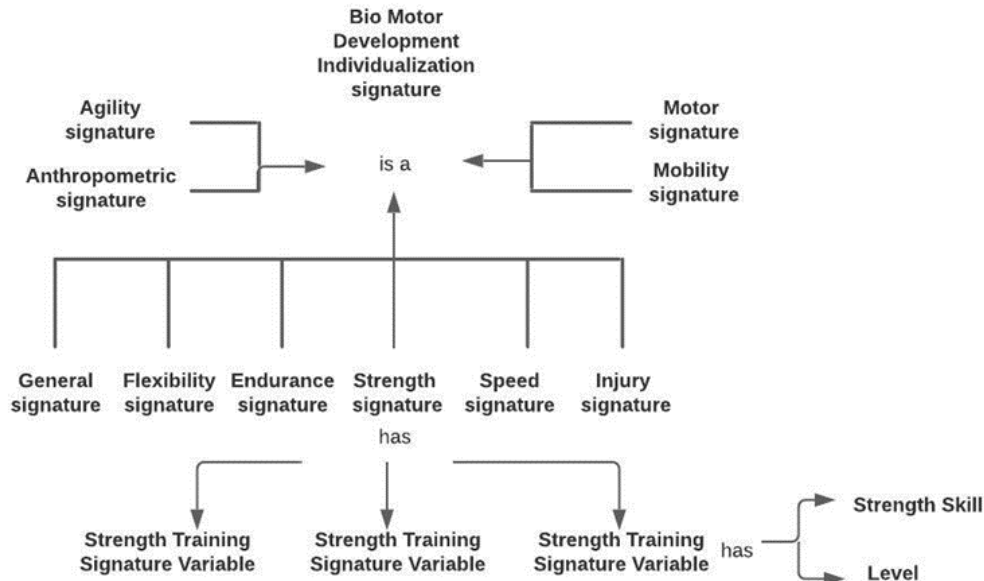 Bio Motor
Development
Individualization
signature
Agility
signature
Motor
signature
is a
Anthropometric
signature
Mobility
signature
General
signature
Flexibility
signature
Endurance
signature
Strength
signature
Speed
signature
Injury
signature
has
Strength Training
Signature Variable
Strength Training
Signature Variable
Strength Training
Signature Variable
has
Strength Skill
Level